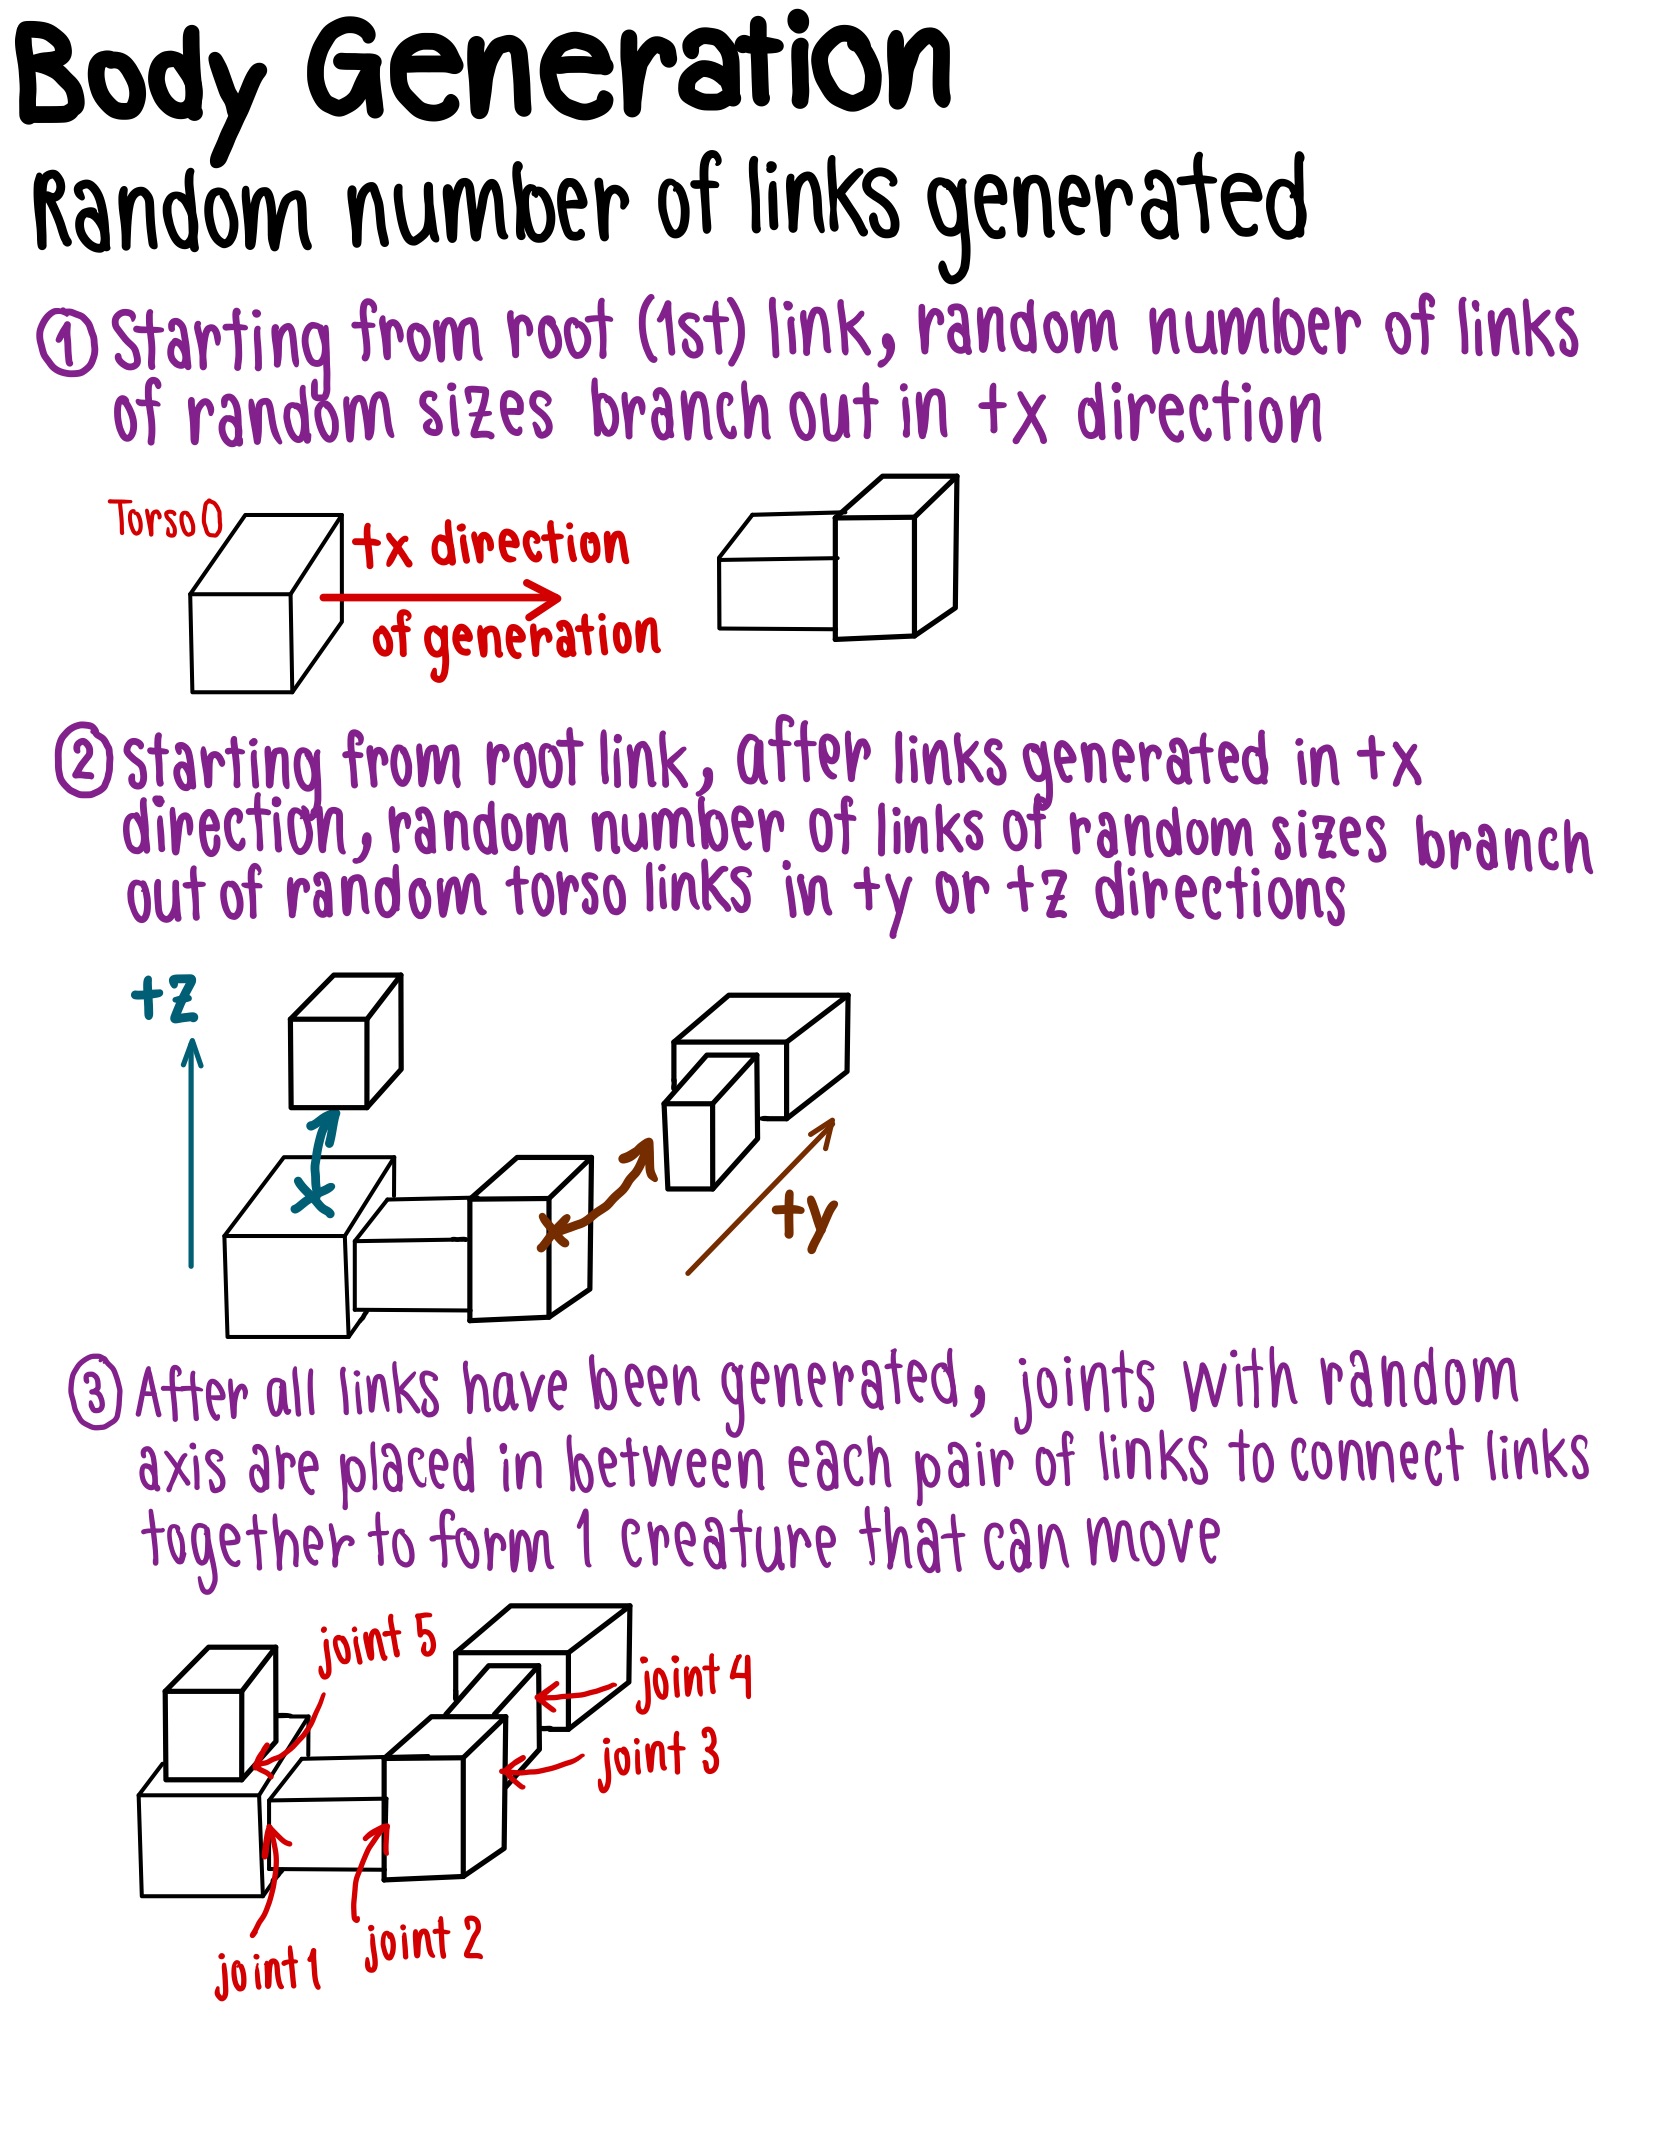 Body Generation
Random number of links generated
1 Starting from root (1st) link, random number of links
of random sizes branch out in +x direction
Torso 0
+x direction
of generation
2 Starting from root link, after links generated in +x
direction, random number of links of random sizes branch
out of random torso links in +y or +z directions
+z
x
x
+y
3 After all links have been generated, joints with random
axis are placed in between each pair of links to connect links
together to form 1 creature that can move
joint 5
joint 4
joint 3
joint 2
joint 1